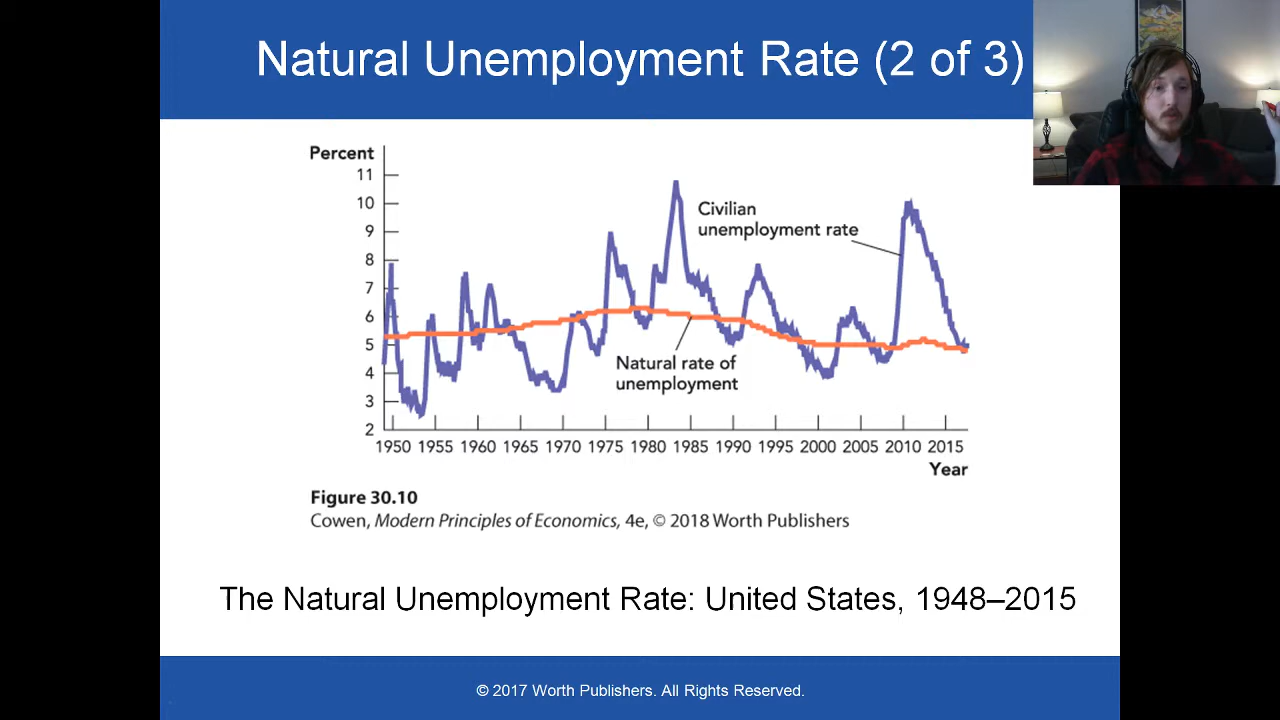 Natural Unemployment Rate (2 of 3)
Percent
11
10
9
8
7
6
5
4
3
2
Civilian
unemployment rate
Natural rate of
unemployment
1950 1955 1960 1965 1970 1975 1980 1985 1990 1995 2000 2005 2010 2015
Year
Figure 30.10
Cowen, Modern Principles of Economics, 4e, © 2018 Worth Publishers
The Natural Unemployment Rate: United States, 1948–2015
© 2017 Worth Publishers. All Rights Reserved.